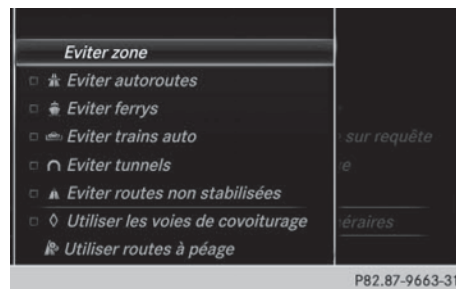 Eviter zone
Eviter autoroutes
Eviter ferrys
Eviter trains auto
sur requête
Eviter tunnels
e
Eviter routes non stabilisées
Utiliser les voies de covoiturage
éraires
Utiliser routes à péage
P82.87-9663-31